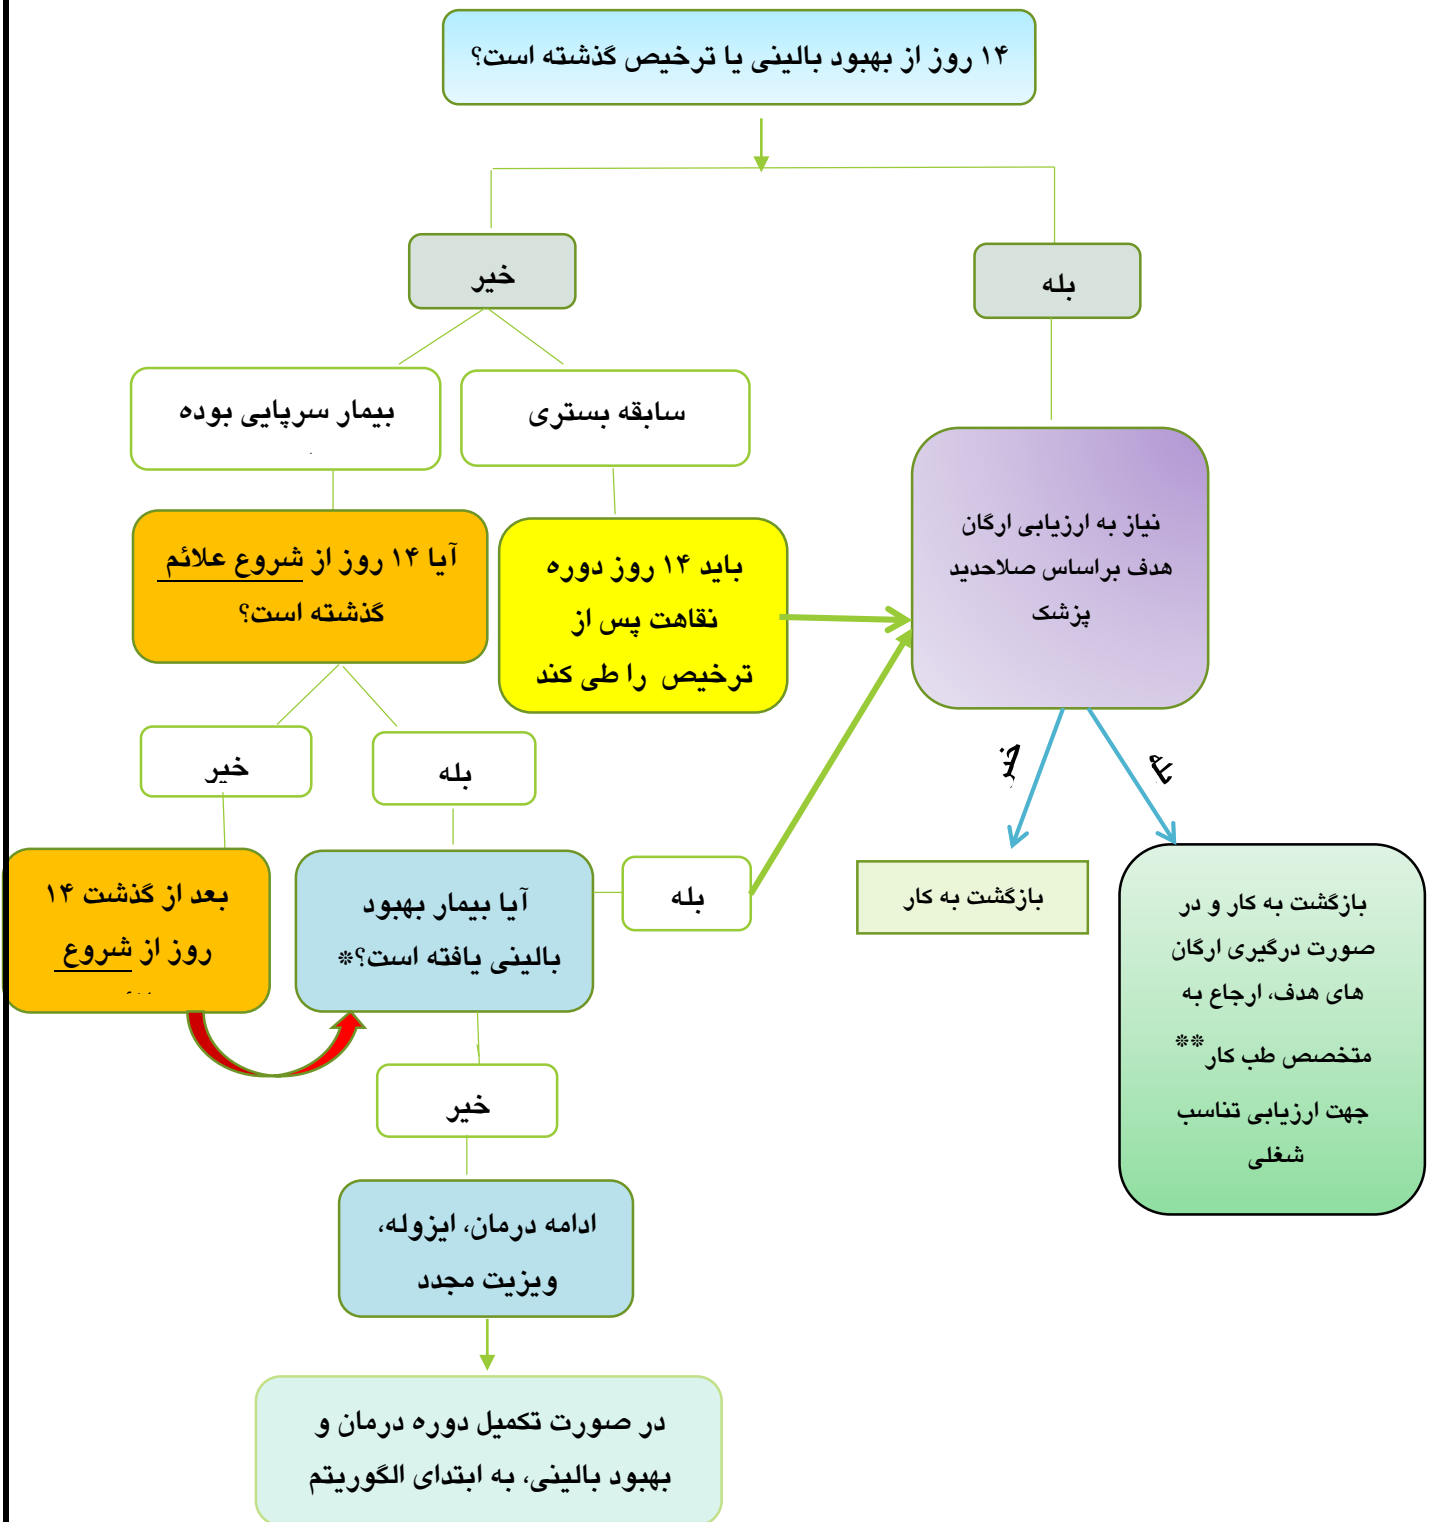 ۱۴ روز از بهبود بالینی یا ترخیص گذشته است؟
بله
خیر
سابقه بستری
بیمار سرپایی بوده
نیاز به ارزیابی ارگان
هدف براساس صلاحدید
پزشک
باید ۱۴ روز دوره
نقاهت پس از
ترخیص را طی کند
آیا ۱۴ روز از شروع علائم
گذشته است؟
بله
خیر
بله
خیر
بازگشت به کار و در
صورت درگیری ارگان
های هدف، ارجاع به
متخصص طب کار**
جهت ارزیابی تناسب
شغلی
بازگشت به کار
بله
آیا بیمار بهبود
بالینی یافته است؟*
بعد از گذشت ۱۴
روز از شروع
خیر
ادامه درمان، ایزوله،
ویزیت مجدد
در صورت تکمیل دوره درمان و
بهبود بالینی، به ابتدای الگوریتم